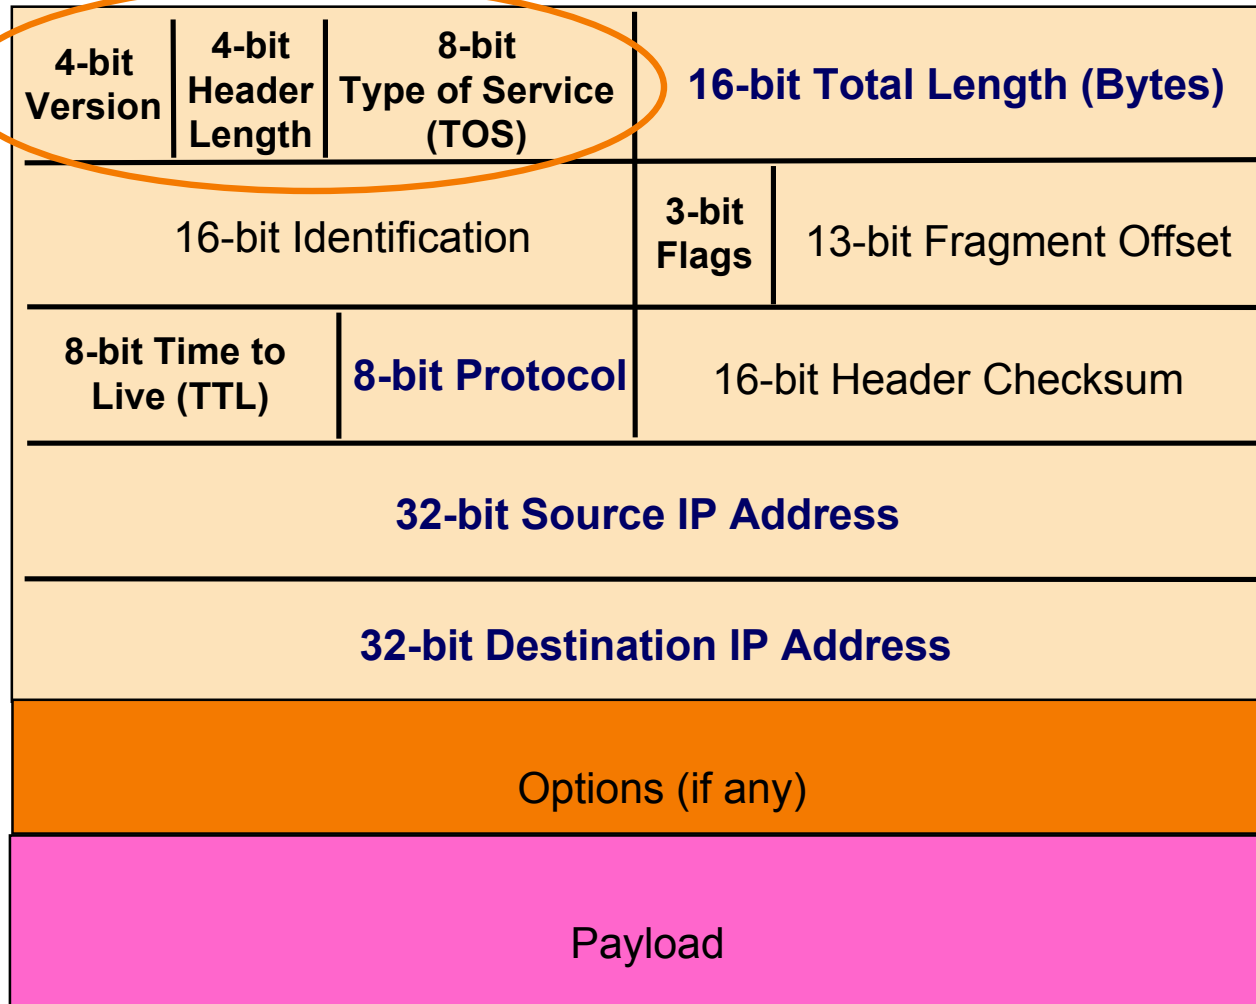 4-bit
Version
4-bit
Header
Length
8-bit
Type of Service
(TOS)
16-bit Total Length (Bytes)
16-bit Identification
3-bit
Flags
13-bit Fragment Offset
8-bit Time to
Live (TTL)
8-bit Protocol
16-bit Header Checksum
32-bit Source IP Address
32-bit Destination IP Address
Options (if any)
Payload